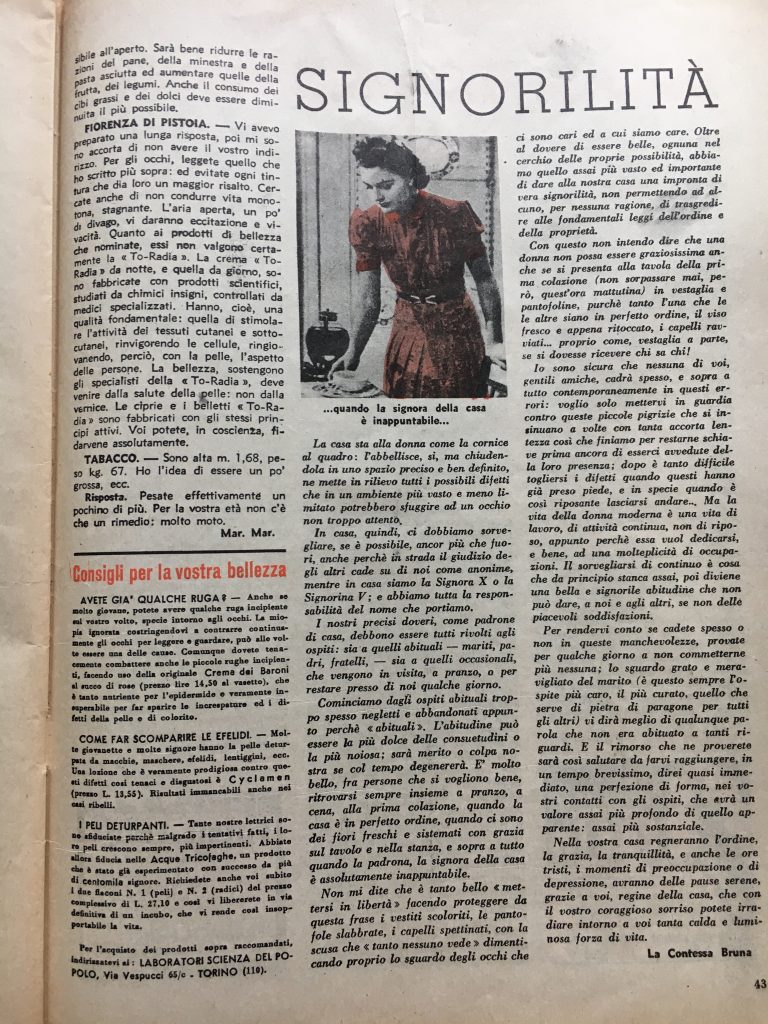 sibile all'aperto. Sarà bene ridurre le ra-
zioni del pane, della minestra e della
pasta asciutta ed aumentare quelle della
frutta, dei legumi. Anche il consumo dei
cibi grassi e dei dolci deve essere dimi-
nuita il più possibile.
FIORENZA DI PISTOIA. — Vi avevo
preparato una lunga risposta, poi mi so-
no accorta di non avere il vostro indi-
rizzo. Per gli occhi, leggete quello che
ho scritto più sopra: ed evitate ogni tin-
tura che dia loro un maggior risalto. Cer-
cate anche di non condurre vita mono-
tona, stagnante. L'aria aperta, un po'
di divago, vi daranno eccitazione e vi-
vacità. Quanto ai prodotti di bellezza
che nominate, essi non valgono certa-
mente la « To-Radia ». La crema « To-
Radia » da notte, e quella da giorno, so-
no fabbricate con prodotti scientifici,
studiati da chimici insigni, controllati da
medici specializzati. Hanno, cioè, una
qualità fondamentale: quella di stimola-
re l'attività dei tessuti cutanei e sotto-
cutanei, rinvigorendo le cellule, ringio-
vanendo, perciò, con la pelle, l'aspetto
delle persone. La bellezza, sostengono
gli specialisti della « To-Radia », deve
venire dalla salute della pelle: non dalla
vernice. Le ciprie e i belletti « To-Ra-
dia » sono fabbricati con gli stessi prin-
cipi attivi. Voi potete, in coscienza, fi-
darvene assolutamente.
TABACCO. — Sono alta m. 1,68, pe-
so kg. 67. Ho l'idea di essere un po'
grossa, ecc.
Risposta. Pesate effettivamente un
pochino di più. Per la vostra età non c'è
che un rimedio: molto moto.
Mar. Mar.
Consigli per la vostra bellezza
AVETE GIA' QUALCHE RUGA? — Anche se
molto giovane, potete avere qualche ruga incipiente
sul vostro volto, specie intorno agli occhi. La mio-
pia ignorata costringendovi a contrarre continua-
mente gli occhi per leggere o guardare, può alle vol-
te essere una delle cause. Comunque dovete tena-
cemente combattere anche le piccole rughe incipien-
ti, facendo uso della originale Crema dei Baroni
al succo di rose (prezzo lire 14,50 al vasetto), che
è tanto nutriente per l'epidermide e veramente in-
superabile per far sparire le increspature ed i di-
fetti della pelle e di colorito.
COME FAR SCOMPARIRE LE EFELIDI. — Mol-
te giovanette e molte signore hanno la pelle detur-
pata da macchie, maschere, efelidi, lentiggini, ecc.
Una lozione che è veramente prodigiosa contro que-
sti difetti così tenaci e disgustosi è Cyclamen
(prezzo L. 13,55). Risultati immancabili anche nei
casi ribelli.
I PELI DETURPANTI. — Tante nostre lettrici so-
no sfiduciate perchè malgrado i tentativi fatti, i lo-
ro peli crescono sempre, più impertinenti. Abbiate
allora fiducia nelle Acque Tricofaghe, un prodotto
che è stato già esperimentato con successo da più
di centomila signore. Richiedete anche voi subito
i due flaconi N. 1 (peli) e N. 2 (radici) del prezzo
complessivo di L. 27,10 e così vi libererete in via
definitiva di un incubo, che vi rende così insop-
portabile la vita.
Per l'acquisto dei prodotti sopra raccomandati,
indirizzatevi ai: LABORATORI SCIENZA DEL PO-
POLO, Via Vespucci 65/c - TORINO (110).
SIGNORILITÀ
...quando la signora della casa
è inappuntabile...
La casa sta alla donna come la cornice
al quadro: l'abbellisce, sì, ma chiuden-
dola in uno spazio preciso e ben definito,
ne mette in rilievo tutti i possibili difetti
che in un ambiente più vasto e meno li-
mitato potrebbero sfuggire ad un occhio
non troppo attento.
In casa, quindi, ci dobbiamo sorve-
gliare, se è possibile, ancor più che fuo-
ri, anche perchè in strada il giudizio de-
gli altri cade su di noi come anonime,
mentre in casa siamo la Signora X o la
Signorina V; e abbiamo tutta la respon-
sabilità del nome che portiamo.
I nostri precisi doveri, come padrone
di casa, debbono essere tutti rivolti agli
ospiti: sia a quelli abituali — mariti, pa-
dri, fratelli, — sia a quelli occasionali,
che vengono in visita, a pranzo, o per
restare presso di noi qualche giorno.
Cominciamo dagli ospiti abituali trop-
po spesso negletti e abbandonati appun-
to perchè « abituali ». L'abitudine può
essere la più dolce delle consuetudini o
la più noiosa; sarà merito o colpa no-
stra se col tempo degenererà. E' molto
bello, fra persone che si vogliono bene,
ritrovarsi sempre insieme a pranzo, a
cena, alla prima colazione, quando la
casa è in perfetto ordine, quando ci sono
dei fiori freschi e sistemati con grazia
sul tavolo e nella stanza, e sopra a tutto
quando la padrona, la signora della casa
è assolutamente inappuntabile.
Non mi dite che è tanto bello « met-
tersi in libertà » facendo proteggere da
questa frase i vestiti scoloriti, le panto-
fole slabbrate, i capelli spettinati, con la
scusa che « tanto nessuno vede » dimenti-
cando proprio lo sguardo degli occhi che
ci sono cari ed a cui siamo care. Oltre
al dovere di essere belle, ognuna nel
cerchio delle proprie possibilità, abbia-
mo quello assai più vasto ed importante
di dare alla nostra casa una impronta di
vera signorilità, non permettendo ad al-
cuno, per nessuna ragione, di trasgredi-
re alle fondamentali leggi dell'ordine e
della proprietà.
Con questo non intendo dire che una
donna non possa essere graziosissima an-
che se si presenta alla tavola della pri-
ma colazione (non sorpassare mai, pe-
rò, quest'ora mattutina) in vestaglia e
pantofoline, purchè tanto l'una che le
le altre siano in perfetto ordine, il viso
fresco e appena ritoccato, i capelli rav-
viati... proprio come, vestaglia a parte,
se si dovesse ricevere chi sa chi!
Io sono sicura che nessuna di voi,
gentili amiche, cadrà spesso, e sopra a
tutto contemporaneamente in questi er-
rori: voglio solo mettervi in guardia
contro queste piccole pigrizie che si in-
sinuano a volte con tanta accorta len-
tezza così che finiamo per restarne schia-
ve prima ancora di esserci avvedute del-
la loro presenza; dopo è tanto difficile
togliersi i difetti quando questi hanno
già preso piede, e in specie quando è
così riposante lasciarsi andare... Ma la
vita della donna moderna è una vita di
lavoro, di attività continua, non di ripo-
so, appunto perchè essa vuol dedicarsi,
e bene, ad una molteplicità di occupa-
zioni. Il sorvegliarsi di continuo è cosa
che da principio stanca assai, poi diviene
una bella e signorile abitudine che non
può dare, a noi e agli altri, se non delle
piacevoli soddisfazioni.
Per rendervi conto se cadete spesso o
non in queste manchevolezze, provate
per qualche giorno a non commetterne
più nessuna; lo sguardo grato e mera-
vigliato del marito (è questo sempre l'o-
spite più caro, il più curato, quello che
serve di pietra di paragone per tutti
gli altri) vi dirà meglio di qualunque pa-
rola che non era abituato a tanti ri-
guardi. E il rimorso che ne proverete
sarà così salutare da farvi raggiungere,
in un tempo brevissimo, direi quasi imme-
diato, una perfezione di forma, nei vo-
stri contatti con gli ospiti, che avrà un
valore assai più profondo di quello ap-
parente: assai più sostanziale.
Nella vostra casa regneranno l'ordine,
la grazia, la tranquillità, e anche le ore
tristi, i momenti di preoccupazione o di
depressione, avranno delle pause serene,
grazie a voi, regine della casa, che con
il vostro coraggioso sorriso potete irra-
diare intorno a voi tanta calda e lumi-
nosa forza di vita.
La Contessa Bruna
43